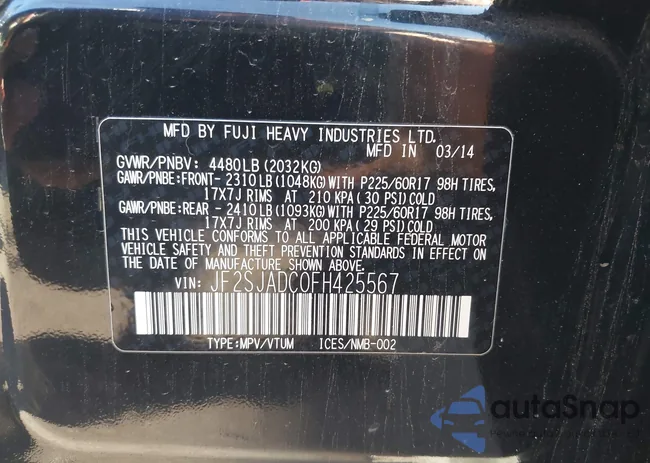 MFD BY FUJI HEAVY INDUSTRIES LTD.
MFD IN 03/14
GVWR/PNBV: 4480LB (2032KG)
GAWR/PNBE:FRONT-2310LB (1048KG) WITH P225/60R17 98H TIRES,
17X7J RIMS AT 210 KPA (30 PSI) COLD
GAWR/PNBE:REAR -2410LB (1093KG) WITH P225/60R17 98H TIRES,
17X7J RIMS AT 200 KPA (29 PSI) COLD
THIS VEHICLE CONFORMS TO ALL APPLICABLE FEDERAL MOTOR
VEHICLE SAFETY AND THEFT PREVENTION STANDARDS IN EFFECT ON
THE DATE OF MANUFACTURE SHOWN ABOVE.
VIN: JF2SJADC0FH425567
TYPE:MPV/VTUM ICES/NMB-002
autoSnap